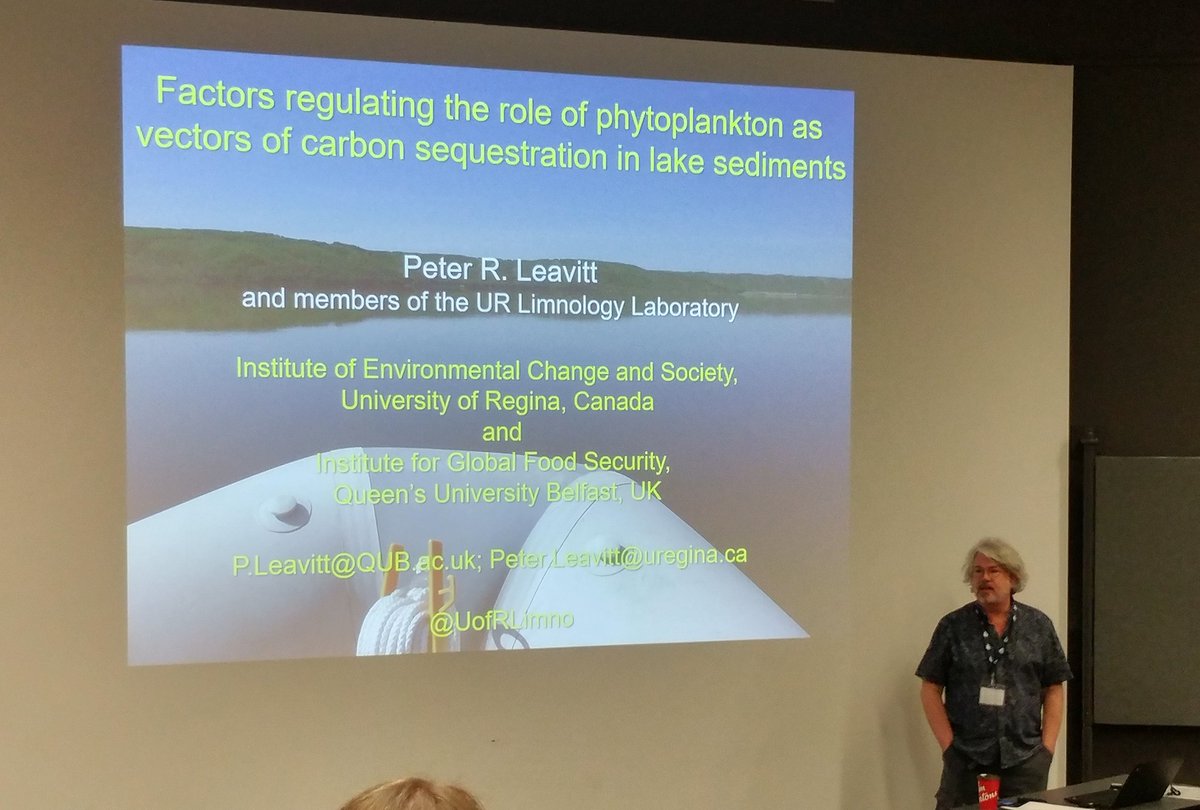 Factors regulating the role of phytoplankton as
vectors of carbon sequestration in lake sediments
Peter R. Leavitt
and members of the UR Limnology Laboratory
Institute of Environmental Change and Society,
University of Regina, Canada
and
Institute for Global Food Security,
Queen's University Belfast, UK
P.Leavitt@QUB.ac.uk; Peter.Leavitt@uregina.ca
@UofRLimno